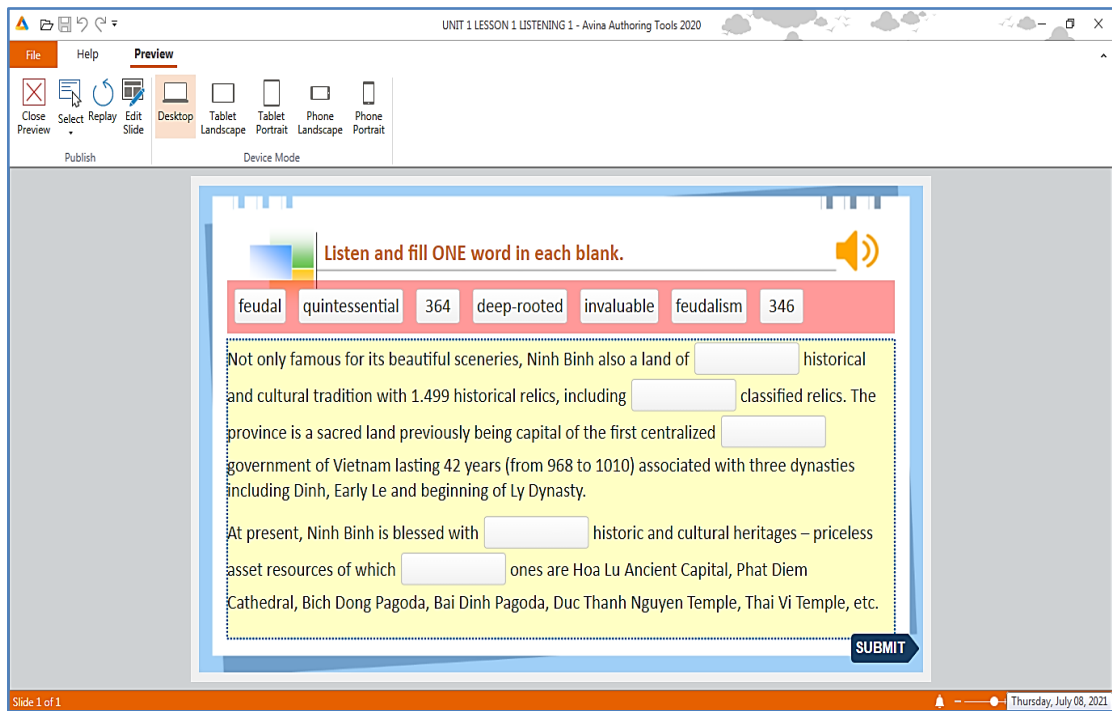 UNIT 1 LESSON 1 LISTENING 1 - Avina Authoring Tools 2020
File Help Preview
Close Preview Select Replay Edit Slide Desktop Tablet Landscape Tablet Portrait Phone Landscape Phone Portrait
Publish Device Mode
Listen and fill ONE word in each blank.
feudal quintessential 364 deep-rooted invaluable feudalism 346
Not only famous for its beautiful sceneries, Ninh Binh also a land of historical
and cultural tradition with 1.499 historical relics, including classified relics. The
province is a sacred land previously being capital of the first centralized
government of Vietnam lasting 42 years (from 968 to 1010) associated with three dynasties
including Dinh, Early Le and beginning of Ly Dynasty.
At present, Ninh Binh is blessed with historic and cultural heritages – priceless
asset resources of which ones are Hoa Lu Ancient Capital, Phat Diem
Cathedral, Bich Dong Pagoda, Bai Dinh Pagoda, Duc Thanh Nguyen Temple, Thai Vi Temple, etc.
SUBMIT
Slide 1 of 1 Thursday, July 08, 2021